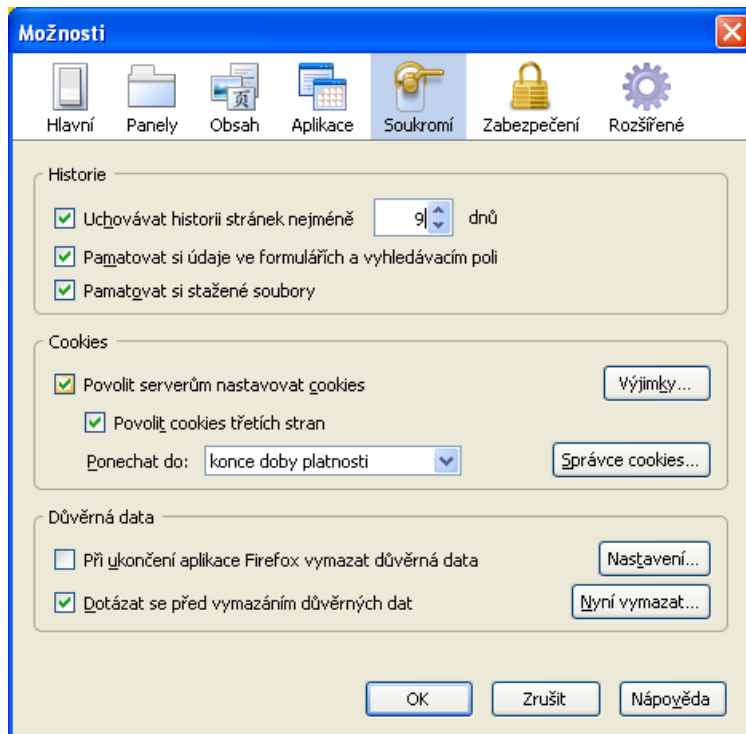 Možnosti
Hlavní Panely Obsah Aplikace Soukromí Zabezpečení Rozšířené
Historie
Uchovávat historii stránek nejméně 9 dnů
Pamatovat si údaje ve formulářích a vyhledávacím poli
Pamatovat si stažené soubory
Cookies
Povolit serverům nastavovat cookies Výjimky...
Povolit cookies třetích stran
Ponechat do: konce doby platnosti Správce cookies...
Důvěrná data
Při ukončení aplikace Firefox vymazat důvěrná data Nastavení...
Dotázat se před vymazáním důvěrných dat Nyní vymazat...
OK Zrušit Nápověda